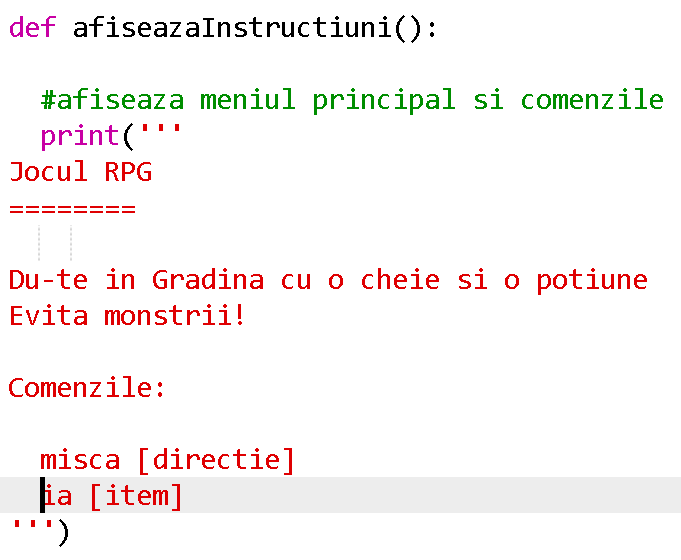 def afiseazaInstructiuni():
  #afiseaza meniul principal si comenzile
  print('''
Jocul RPG
========
Du-te in Gradina cu o cheie si o potiune
Evita monstrii!
Comenzile:
  misca [directie]
  ia [item]
''')